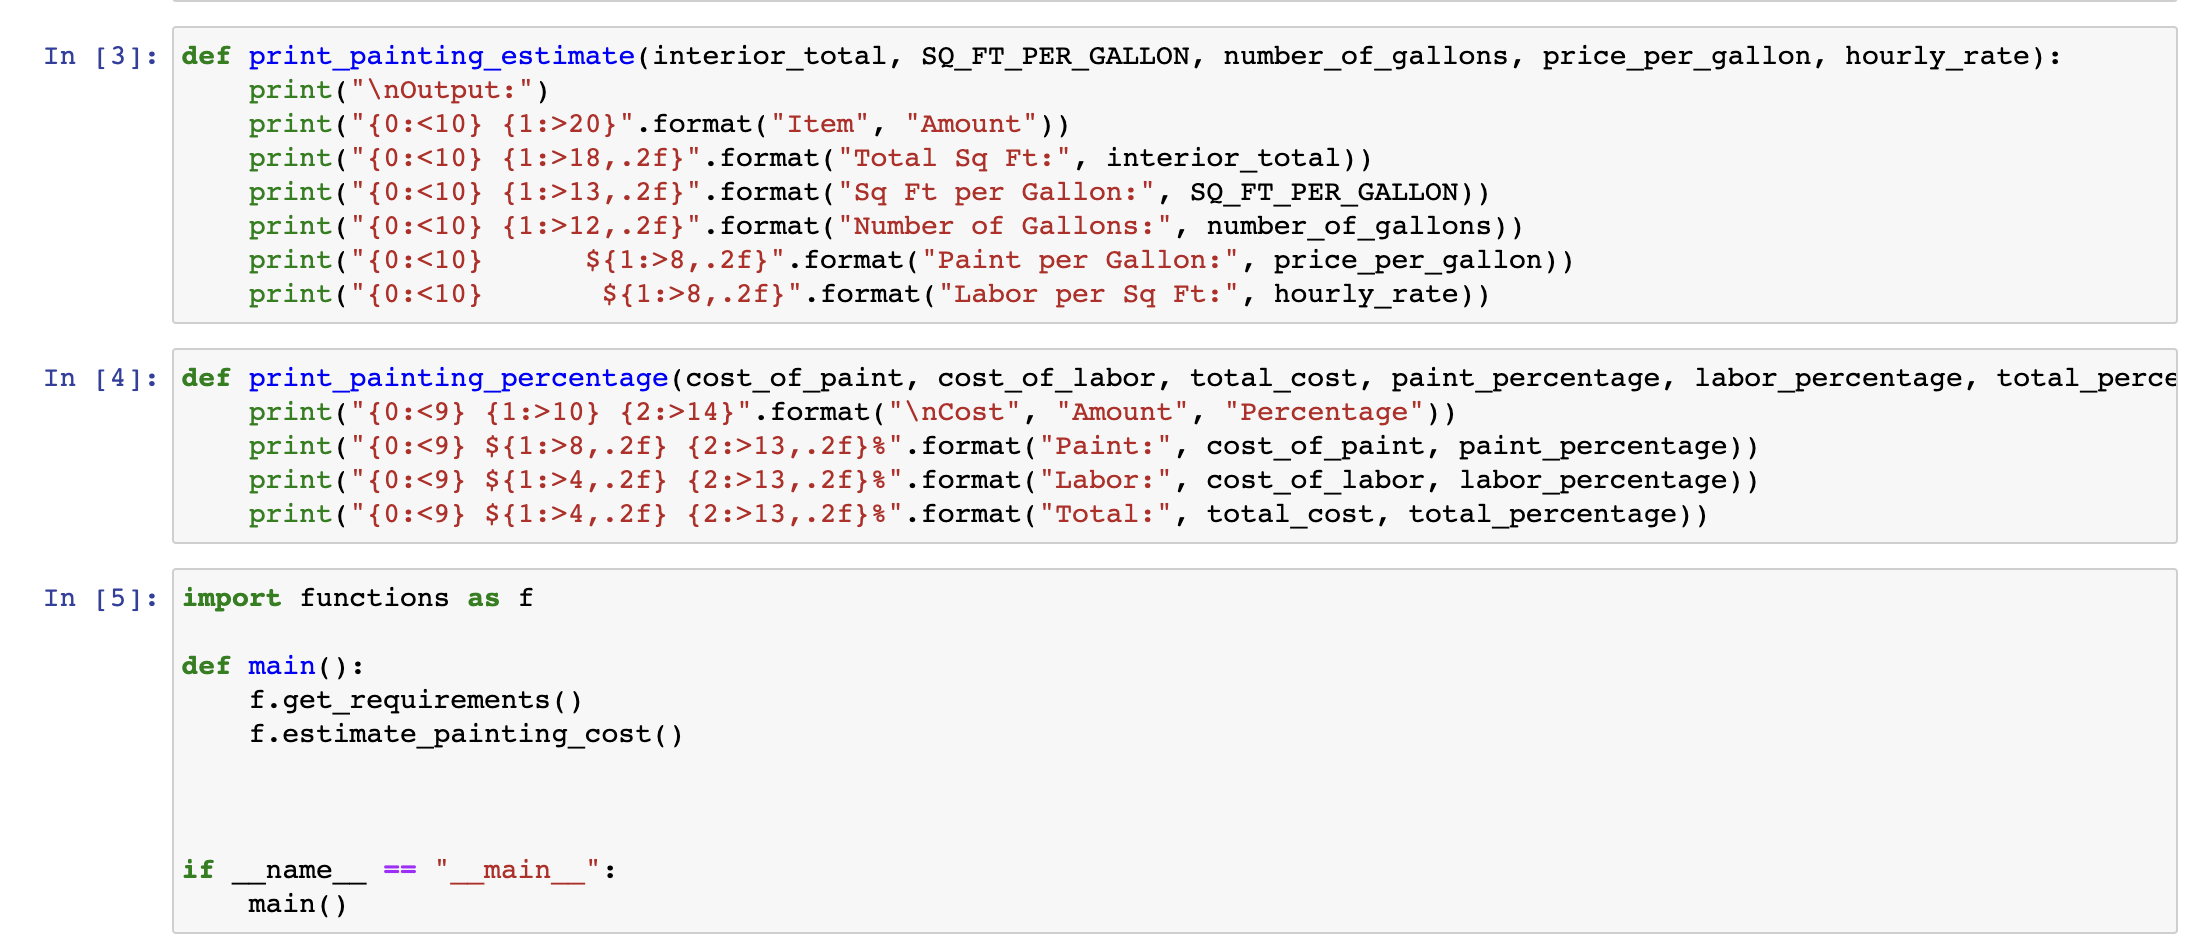 In [3]: def print_painting_estimate(interior_total, SQ_FT_PER_GALLON, number_of_gallons, price_per_gallon, hourly_rate):
    print("\nOutput:")
    print("{0:<10} {1:>20}".format("Item", "Amount"))
    print("{0:<10} {1:>18,.2f}".format("Total Sq Ft:", interior_total))
    print("{0:<10} {1:>13,.2f}".format("Sq Ft per Gallon:", SQ_FT_PER_GALLON))
    print("{0:<10} {1:>12,.2f}".format("Number of Gallons:", number_of_gallons))
    print("{0:<10}      ${1:>8,.2f}".format("Paint per Gallon:", price_per_gallon))
    print("{0:<10}       ${1:>8,.2f}".format("Labor per Sq Ft:", hourly_rate))
In [4]: def print_painting_percentage(cost_of_paint, cost_of_labor, total_cost, paint_percentage, labor_percentage, total_perce
    print("{0:<9} {1:>10} {2:>14}".format("\nCost", "Amount", "Percentage"))
    print("{0:<9} ${1:>8,.2f} {2:>13,.2f}%".format("Paint:", cost_of_paint, paint_percentage))
    print("{0:<9} ${1:>4,.2f} {2:>13,.2f}%".format("Labor:", cost_of_labor, labor_percentage))
    print("{0:<9} ${1:>4,.2f} {2:>13,.2f}%".format("Total:", total_cost, total_percentage))
In [5]: import functions as f
def main():
    f.get_requirements()
    f.estimate_painting_cost()
if __name__ == "__main__":
    main()